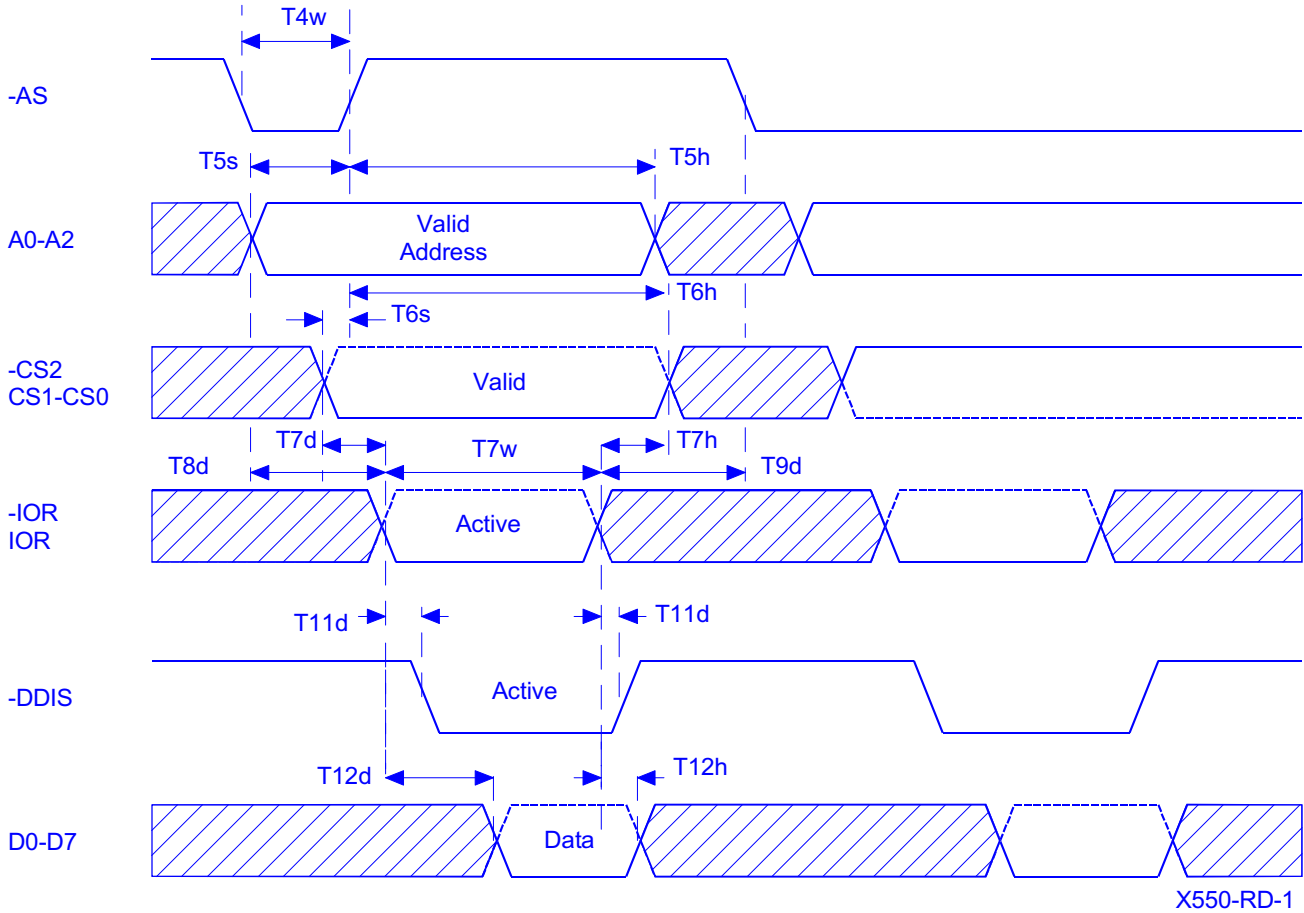 T4w
-AS
T5s
T5h
A0-A2
Valid
Address
T6h
T6s
-CS2
CS1-CS0
Valid
T7d
T7w
T7h
T8d
T9d
-IOR
IOR
Active
T11d
T11d
-DDIS
Active
T12d
T12h
D0-D7
Data
X550-RD-1